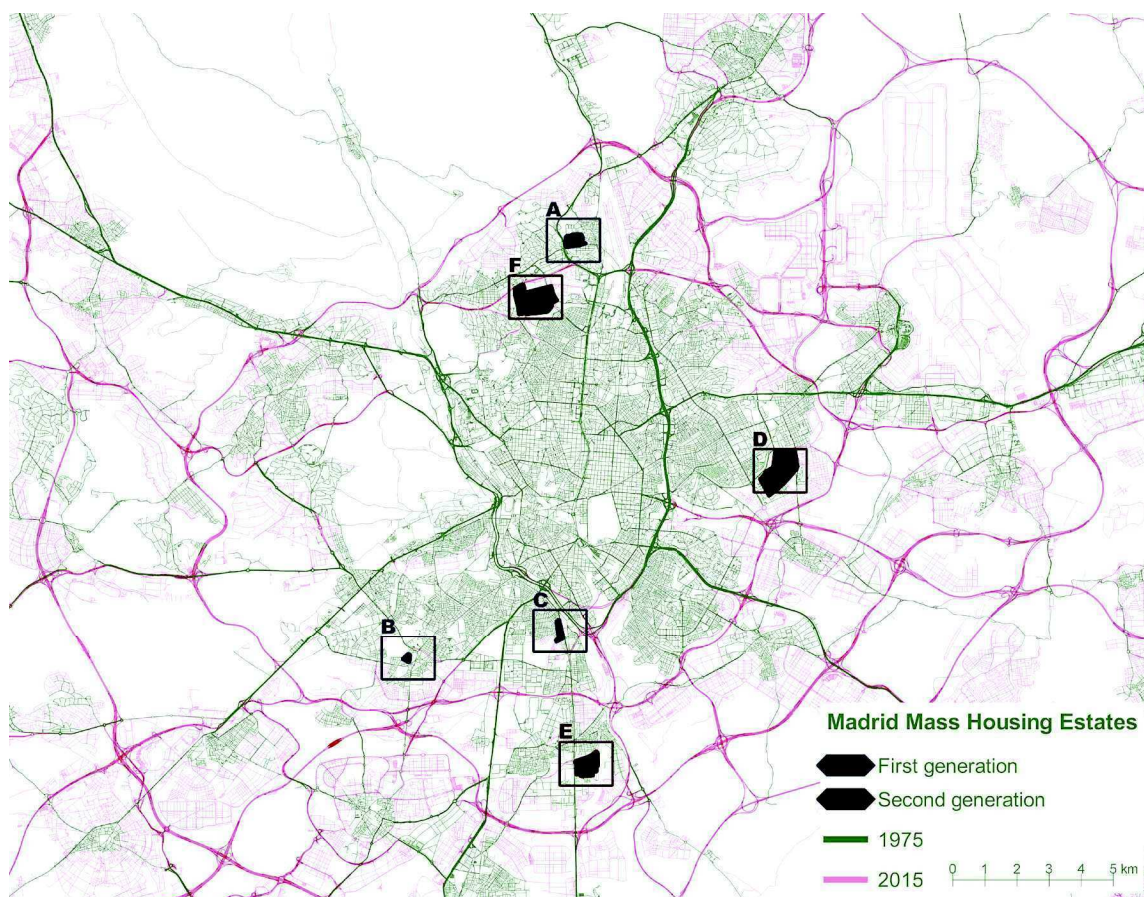 A
F
D
C
B
E
Madrid Mass Housing Estates
First generation
Second generation
1975
2015
0 1 2 3 4 5 km